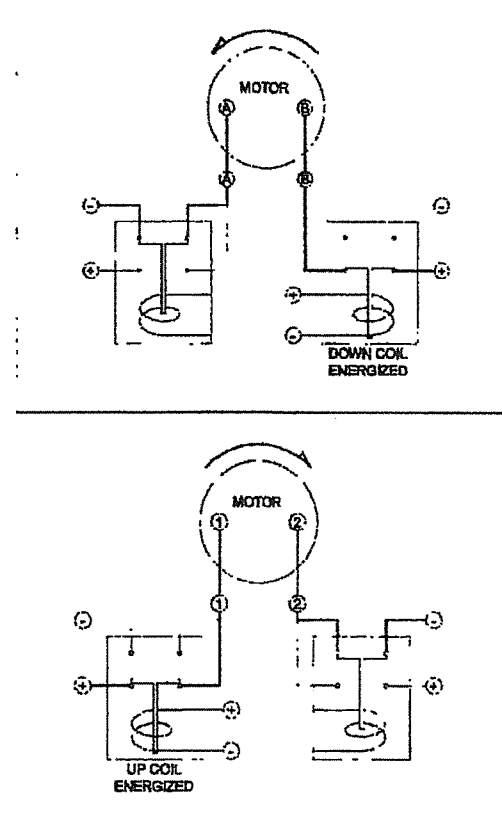 MOTOR
A B
A B
- -
+ +
+
-
DOWN COIL
ENERGIZED
MOTOR
1 2
1 2
- -
+ +
+
-
UP COIL
ENERGIZED